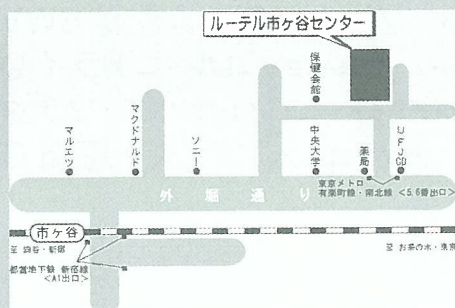 ルーテル市ヶ谷センター
保健会館
マルエツ
マクドナルド
ソニー
中央大学
薬局
UFJCD
東京メトロ
有楽町線・南北線 <5.6番出口>
外堀通り
市ヶ谷
至 四谷・新宿
至 お茶の水・東京
都営地下鉄 新宿線
<A1出口>